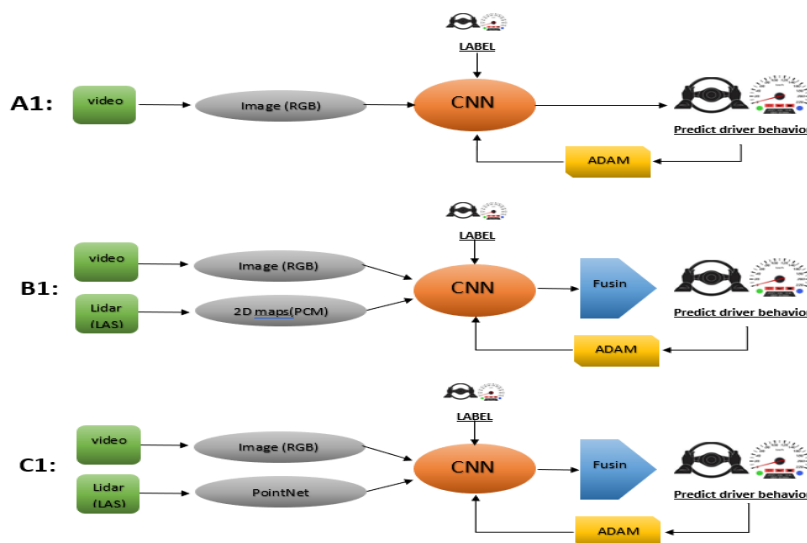 LABEL
A1:
video
Image (RGB)
CNN
Predict driver behavior
ADAM
LABEL
B1:
video
Image (RGB)
Lidar
(LAS)
2D maps(PCM)
CNN
Fusin
Predict driver behavior
ADAM
LABEL
C1:
video
Image (RGB)
Lidar
(LAS)
PointNet
CNN
Fusin
Predict driver behavior
ADAM